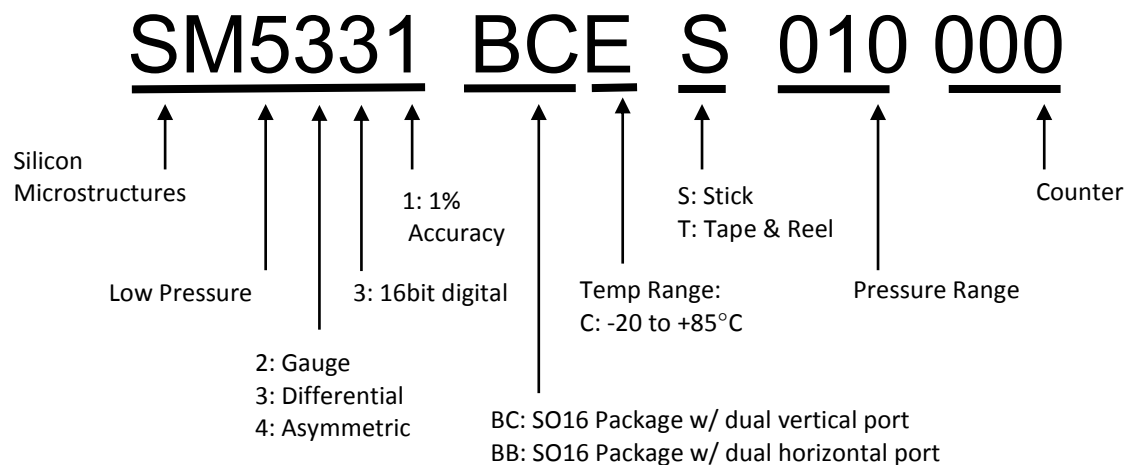 SM5331 BCE S 010 000
Silicon
Microstructures
1: 1%
Accuracy
S: Stick
T: Tape & Reel
Counter
Low Pressure
3: 16bit digital
Temp Range:
C: -20 to +85°C
Pressure Range
2: Gauge
3: Differential
4: Asymmetric
BC: SO16 Package w/ dual vertical port
BB: SO16 Package w/ dual horizontal port